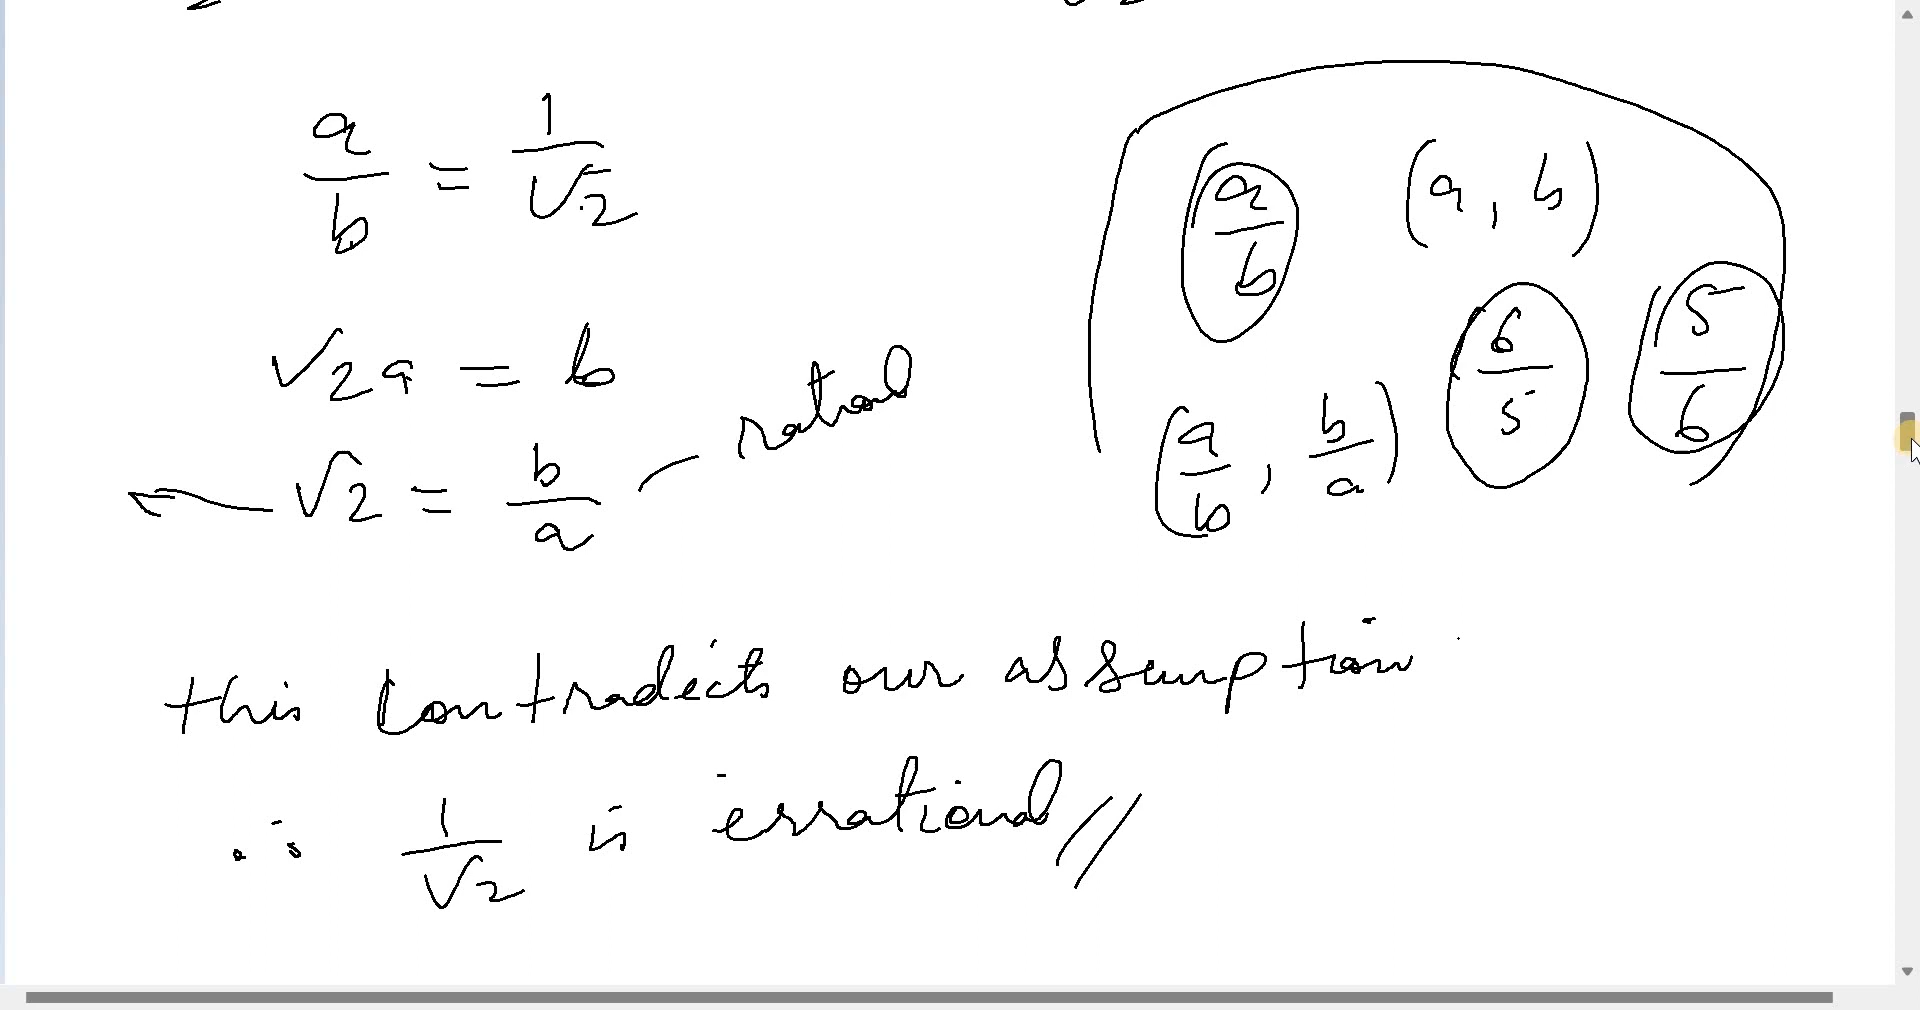 a/b = 1/√2
√2a = b
√2 = b/a rational
a/b (a, b)
6/5 5/6
(a/b, b/a)
this contradicts our assumption
∴ 1/√2 is irrational //